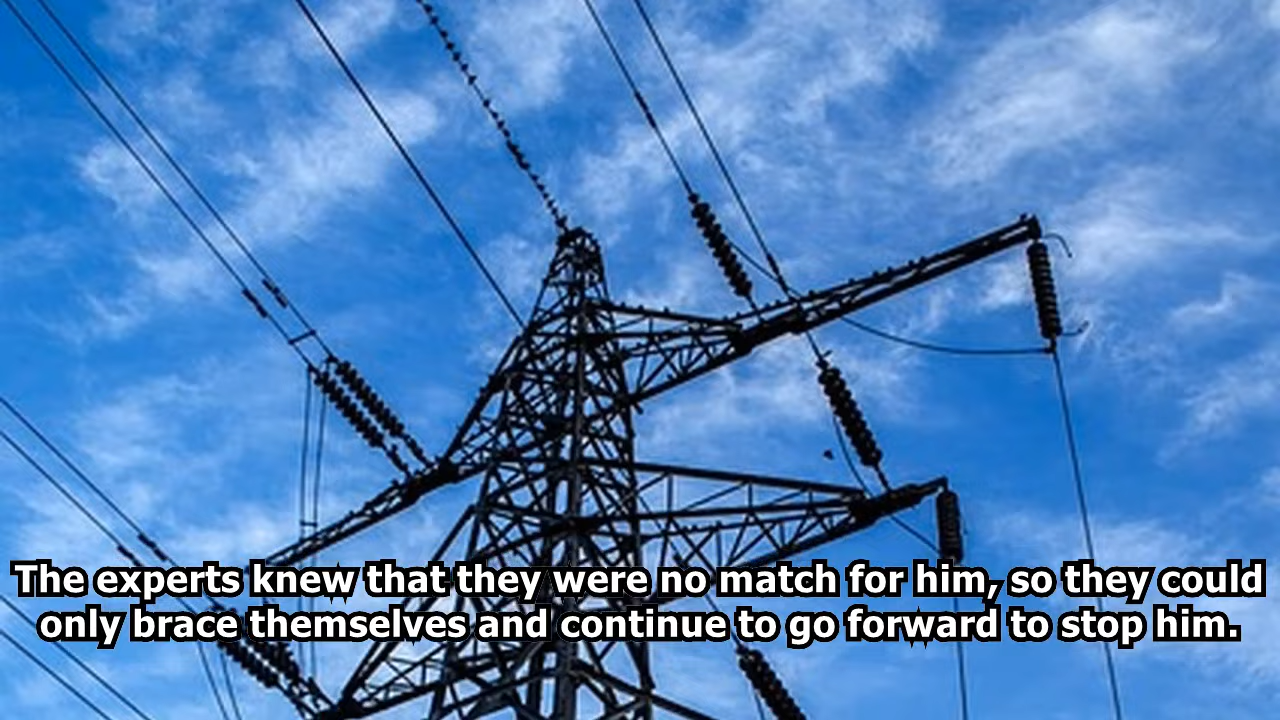 The experts knew that they were no match for him, so they could
only brace themselves and continue to go forward to stop him.